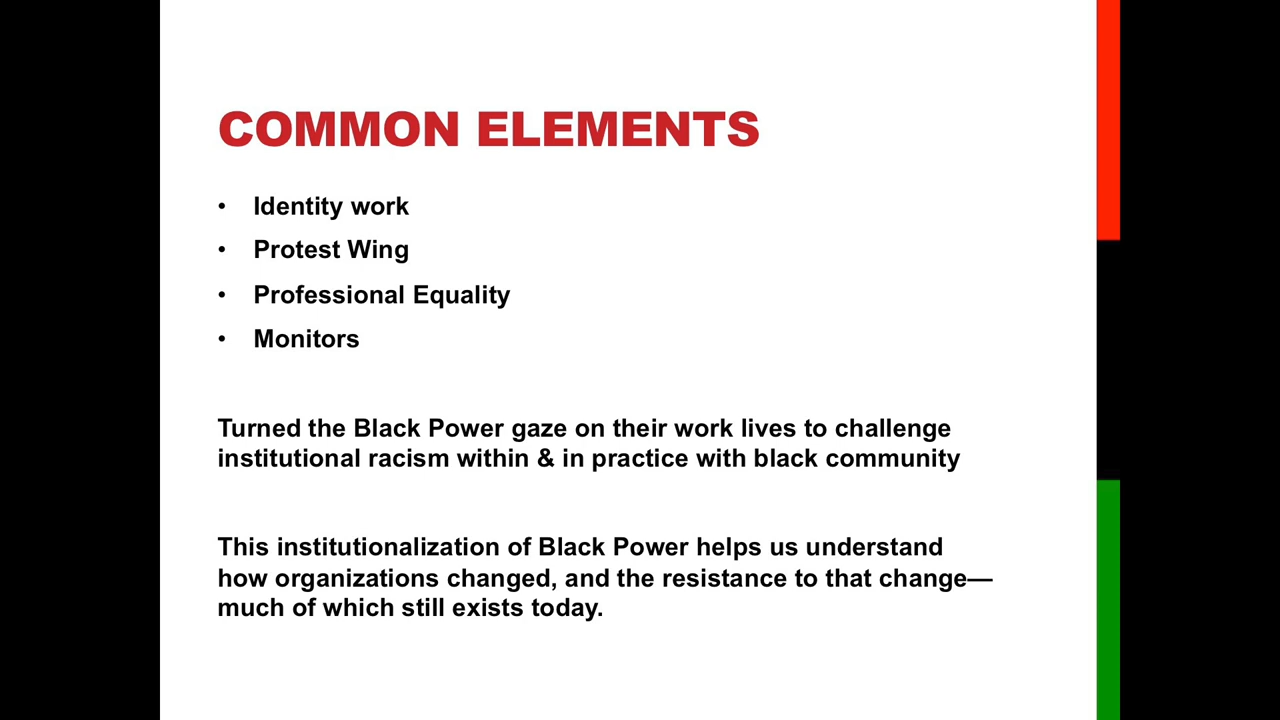 COMMON ELEMENTS
• Identity work
• Protest Wing
• Professional Equality
• Monitors
Turned the Black Power gaze on their work lives to challenge
institutional racism within & in practice with black community
This institutionalization of Black Power helps us understand
how organizations changed, and the resistance to that change—
much of which still exists today.